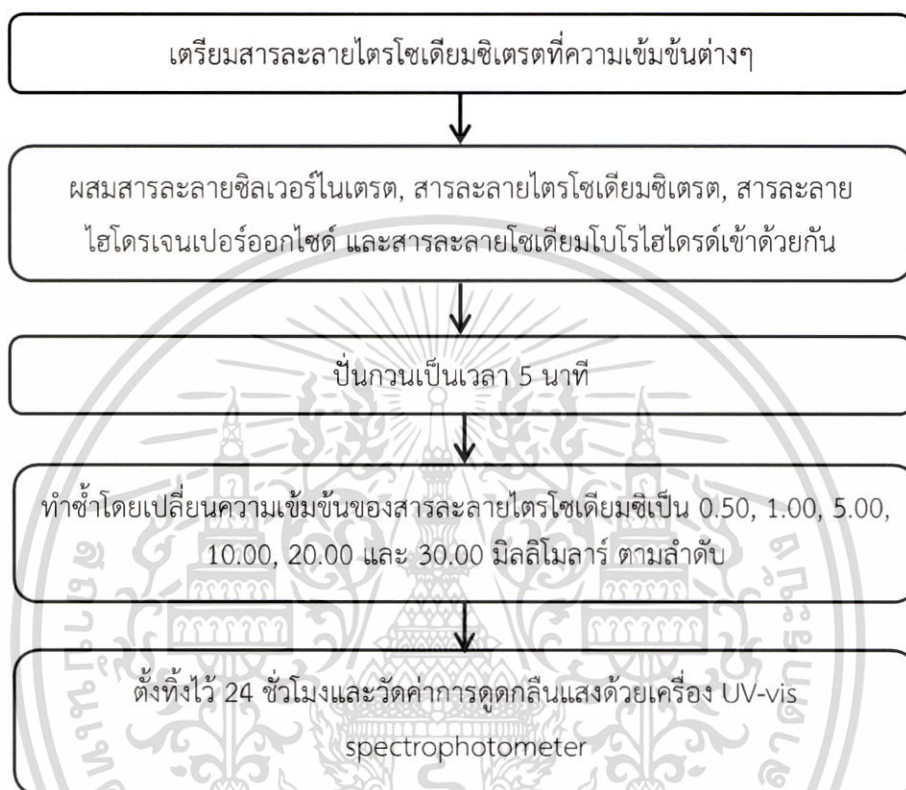 เตรียมสารละลายไตรโซเดียมซิเตรตที่ความเข้มข้นต่างๆ
ผสมสารละลายซิลเวอร์ไนเตรต, สารละลายไตรโซเดียมซิเตรต, สารละลาย
ไฮโดรเจนเปอร์ออกไซด์ และสารละลายโซเดียมโบโรไฮไดรด์เข้าด้วยกัน
ปั่นกวนเป็นเวลา 5 นาที
ทำซ้ำโดยเปลี่ยนความเข้มข้นของสารละลายไตรโซเดียมซิเป็น 0.50, 1.00, 5.00,
10.00, 20.00 และ 30.00 มิลลิโมลาร์ ตามลำดับ
ตั้งทิ้งไว้ 24 ชั่วโมงและวัดค่าการดูดกลืนแสงด้วยเครื่อง UV-vis
spectrophotometer